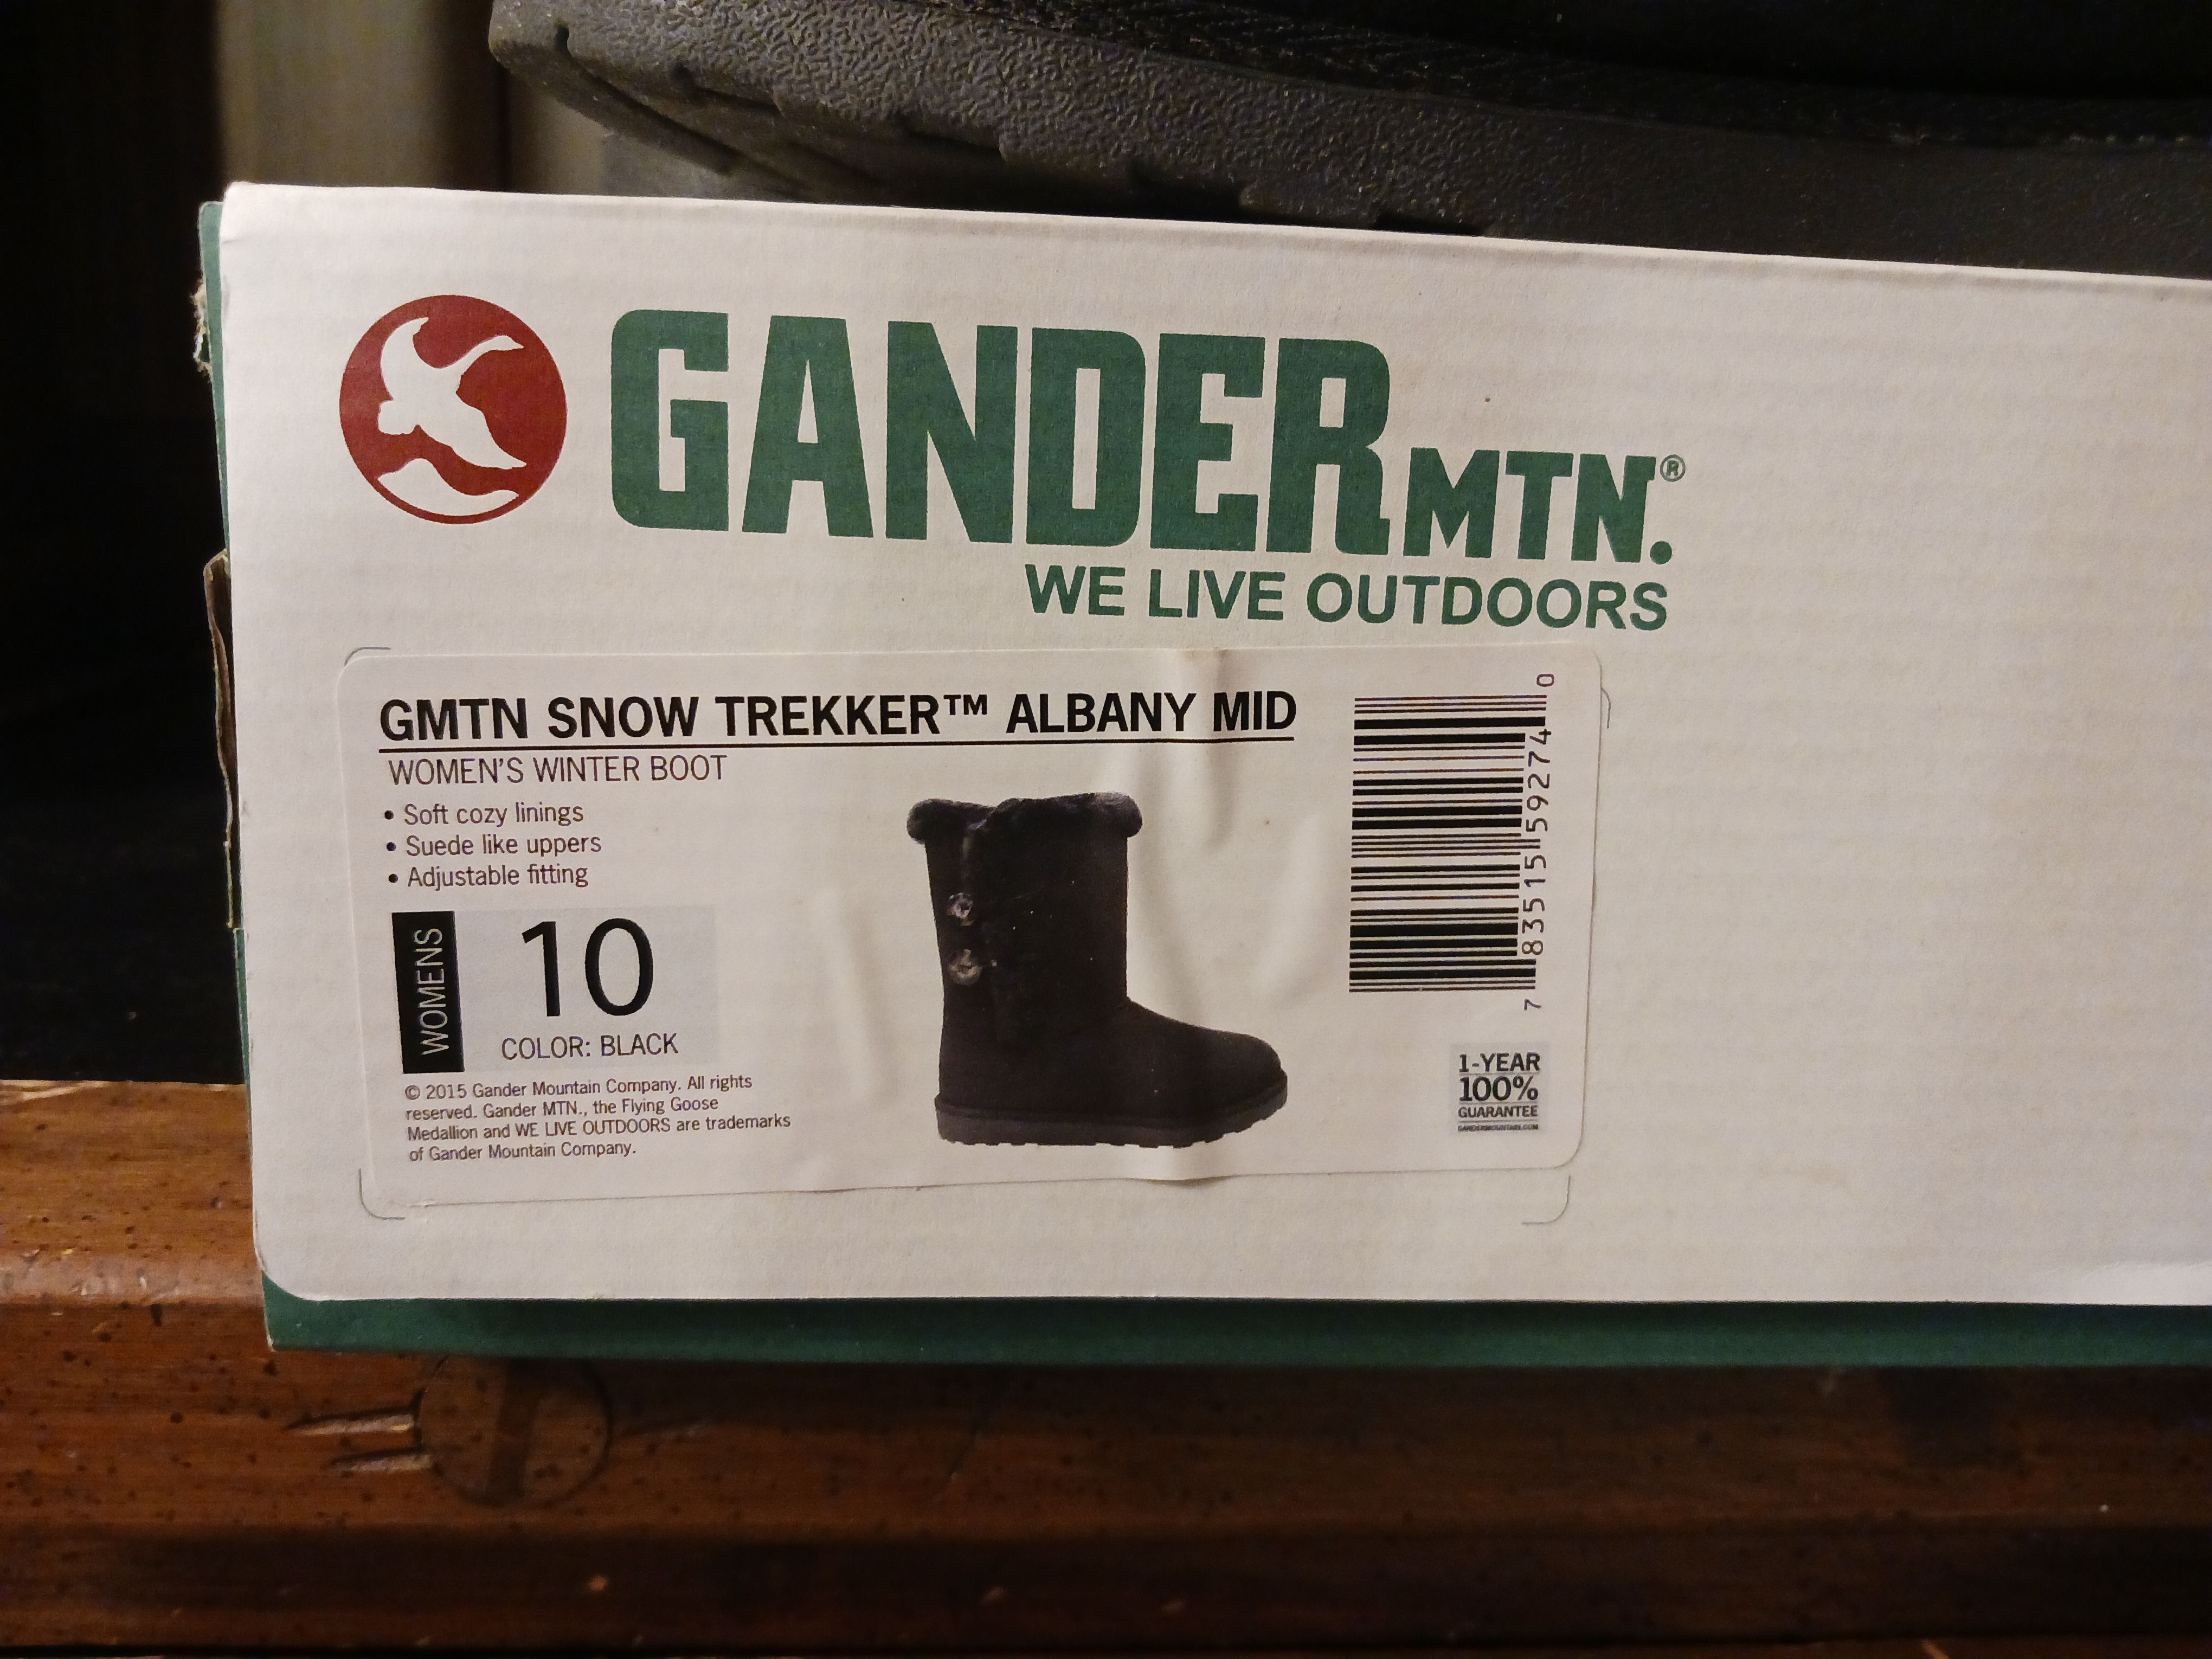 GANDER MTN.®
WE LIVE OUTDOORS
GMTN SNOW TREKKER™ ALBANY MID
WOMEN'S WINTER BOOT
• Soft cozy linings
• Suede like uppers
• Adjustable fitting
WOMENS
10
COLOR: BLACK
© 2015 Gander Mountain Company. All rights
reserved. Gander MTN., the Flying Goose
Medallion and WE LIVE OUTDOORS are trademarks
of Gander Mountain Company.
7 83515 59274 0
1-YEAR
100%
GUARANTEE
GANDERMOUNTAIN.COM